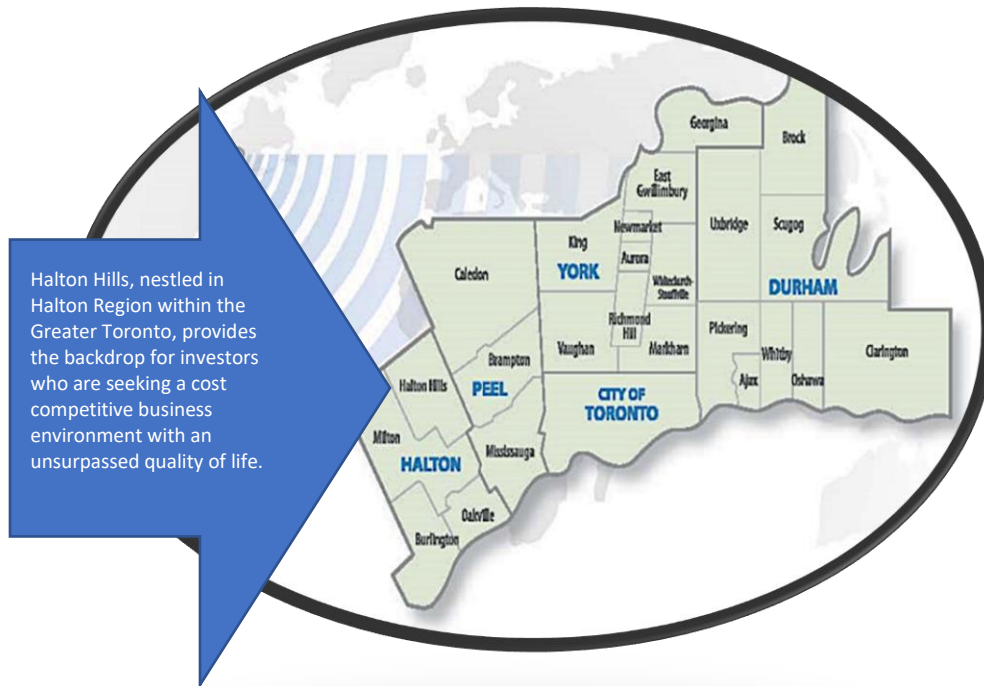 Halton Hills, nestled in
Halton Region within the
Greater Toronto, provides
the backdrop for investors
who are seeking a cost
competitive business
environment with an
unsurpassed quality of life.
Georgina
Brock
East
Gwillimbury
Newmarket
Uxbridge
Scugog
King
YORK
Aurora
Caledon
Whitchurch-
Stouffville
DURHAM
Richmond
Hill
Pickering
Vaughan
Markham
Whitby
Clarington
Brampton
Halton Hills
PEEL
Ajax
Oshawa
CITY OF
TORONTO
Milton
HALTON
Mississauga
Oakville
Burlington